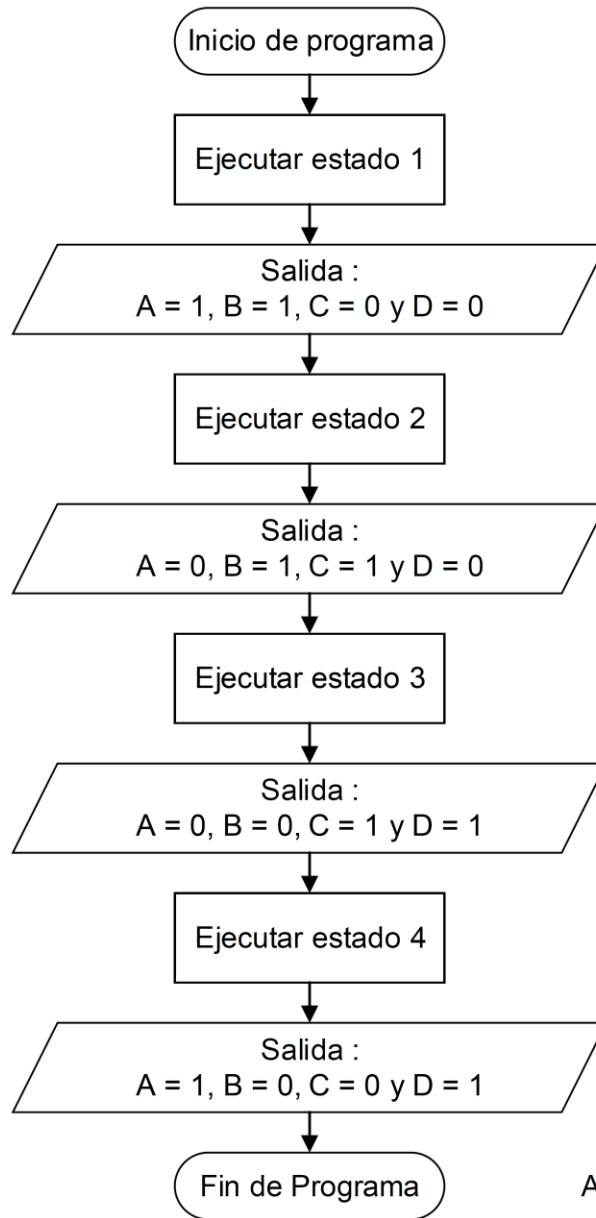 Inicio de programa
Ejecutar estado 1
Salida :
A = 1, B = 1, C = 0 y D = 0
Ejecutar estado 2
Salida :
A = 0, B = 1, C = 1 y D = 0
Ejecutar estado 3
Salida :
A = 0, B = 0, C = 1 y D = 1
Ejecutar estado 4
Salida :
A = 1, B = 0, C = 0 y D = 1
Fin de Programa
A